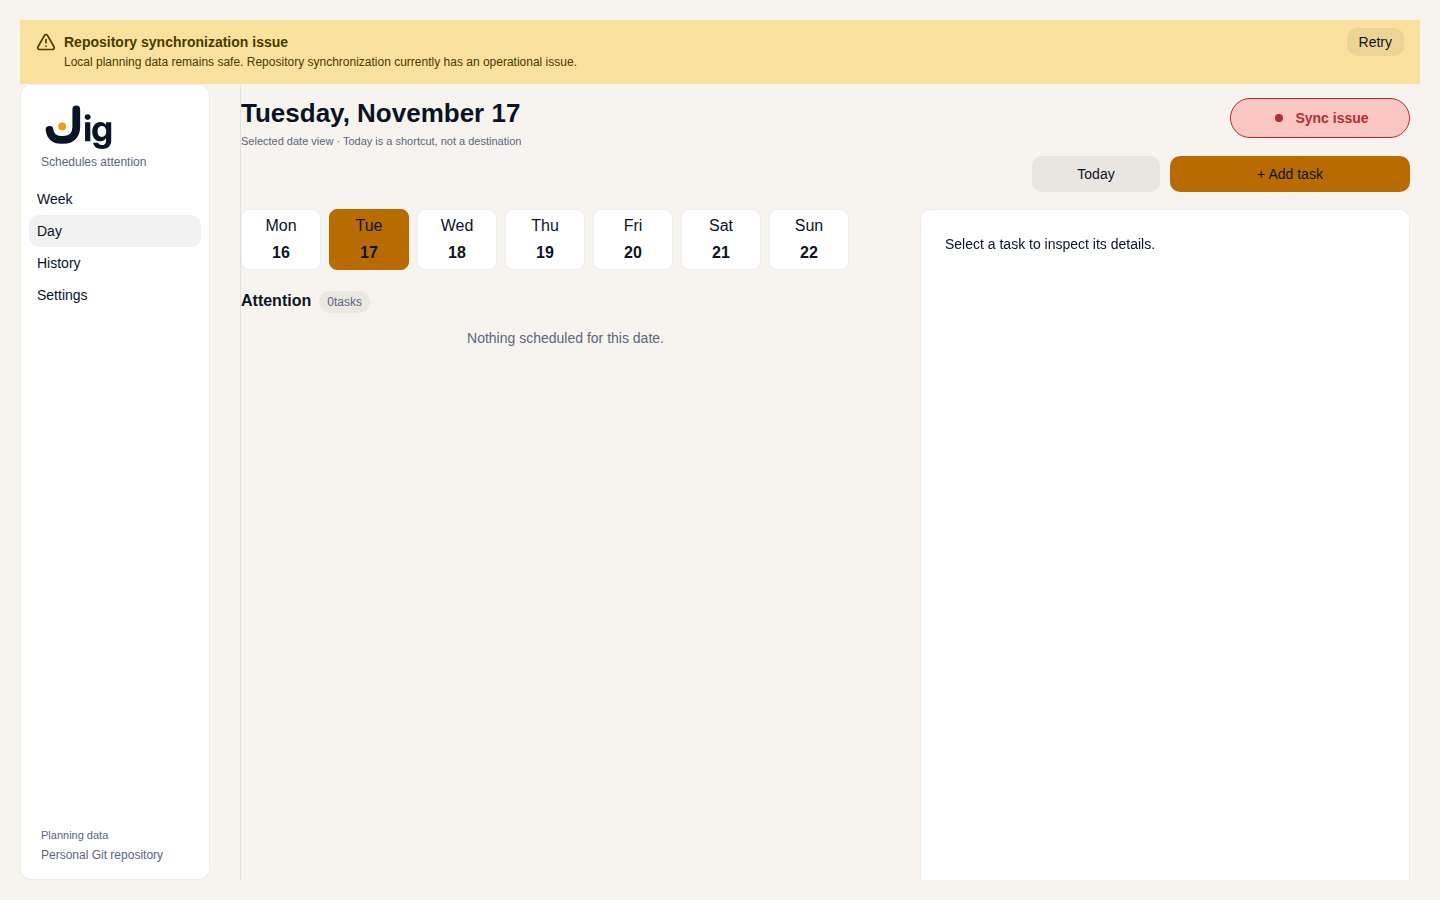 Repository synchronization issue
Local planning data remains safe. Repository synchronization currently has an operational issue.
Retry
Jig
Schedules attention
Week
Day
History
Settings
Planning data
Personal Git repository
Tuesday, November 17
Selected date view · Today is a shortcut, not a destination
Sync issue
Today
+ Add task
Mon
16
Tue
17
Wed
18
Thu
19
Fri
20
Sat
21
Sun
22
Attention
0tasks
Nothing scheduled for this date.
Select a task to inspect its details.